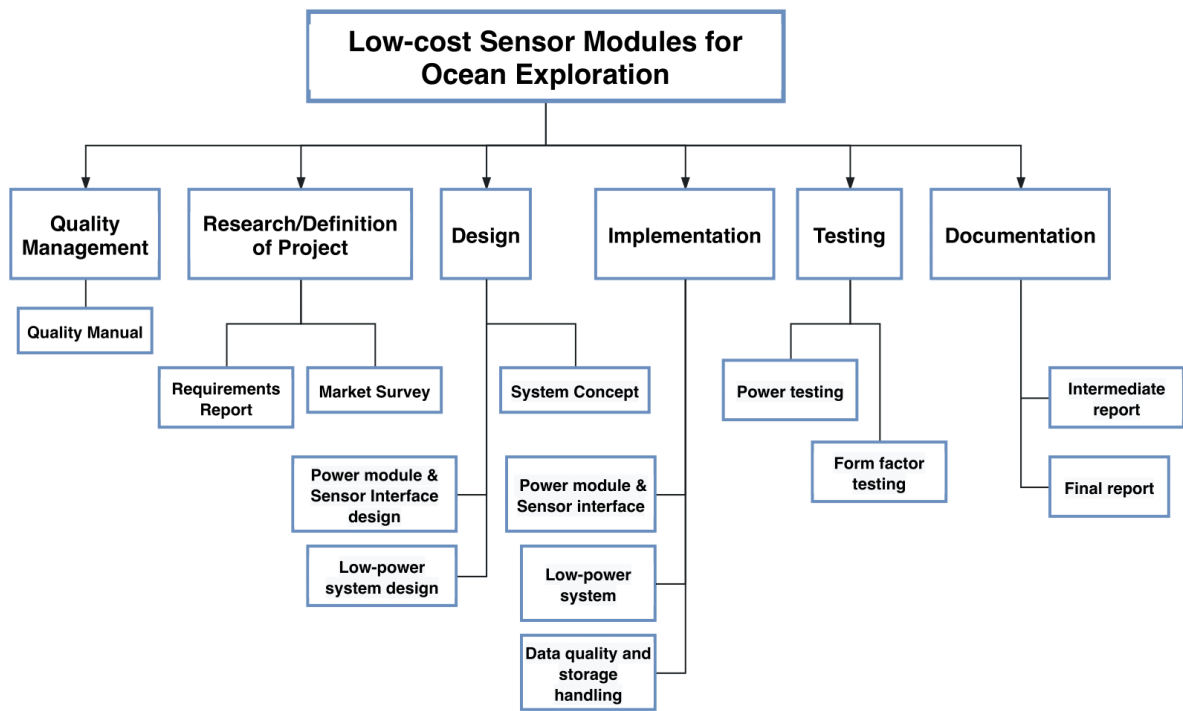 Low-cost Sensor Modules for
Ocean Exploration
Quality
Management
Research/Definition
of Project
Design
Implementation
Testing
Documentation
Quality Manual
Requirements
Report
Market Survey
System Concept
Power testing
Intermediate
report
Power module &
Sensor Interface
design
Power module &
Sensor interface
Form factor
testing
Final report
Low-power
system design
Low-power
system
Data quality and
storage
handling